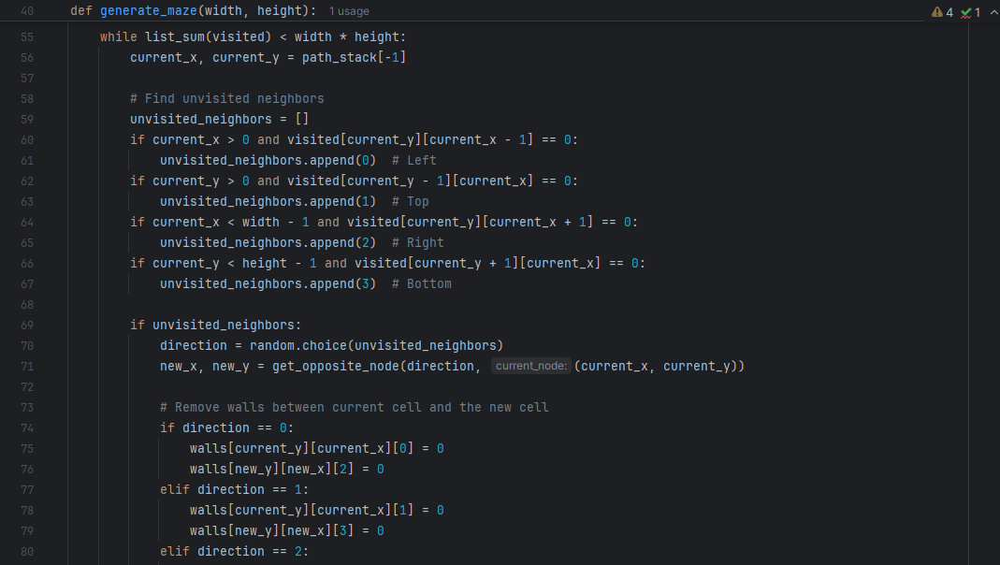 40 def generate_maze(width, height): 1 usage 4 1
55 while list_sum(visited) < width * height:
56 current_x, current_y = path_stack[-1]
57
58 # Find unvisited neighbors
59 unvisited_neighbors = []
60 if current_x > 0 and visited[current_y][current_x - 1] == 0:
61 unvisited_neighbors.append(0)  # Left
62 if current_y > 0 and visited[current_y - 1][current_x] == 0:
63 unvisited_neighbors.append(1)  # Top
64 if current_x < width - 1 and visited[current_y][current_x + 1] == 0:
65 unvisited_neighbors.append(2)  # Right
66 if current_y < height - 1 and visited[current_y + 1][current_x] == 0:
67 unvisited_neighbors.append(3)  # Bottom
68
69 if unvisited_neighbors:
70 direction = random.choice(unvisited_neighbors)
71 new_x, new_y = get_opposite_node(direction, current_node: (current_x, current_y))
72
73 # Remove walls between current cell and the new cell
74 if direction == 0:
75 walls[current_y][current_x][0] = 0
76 walls[new_y][new_x][2] = 0
77 elif direction == 1:
78 walls[current_y][current_x][1] = 0
79 walls[new_y][new_x][3] = 0
80 elif direction == 2: